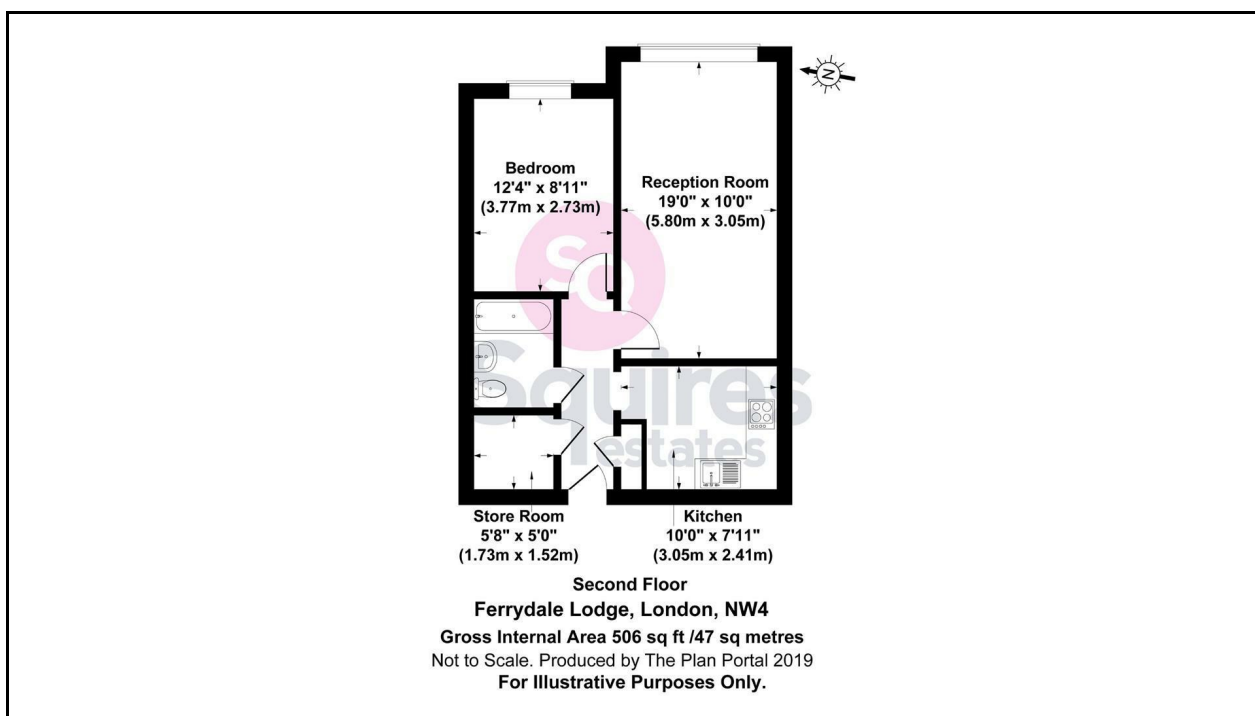 N
Bedroom
12'4" x 8'11"
(3.77m x 2.73m)
Reception Room
19'0" x 10'0"
(5.80m x 3.05m)
SQ
squires
estates
Store Room
5'8" x 5'0"
(1.73m x 1.52m)
Kitchen
10'0" x 7'11"
(3.05m x 2.41m)
Second Floor
Ferrydale Lodge, London, NW4
Gross Internal Area 506 sq ft /47 sq metres
Not to Scale. Produced by The Plan Portal 2019
For Illustrative Purposes Only.